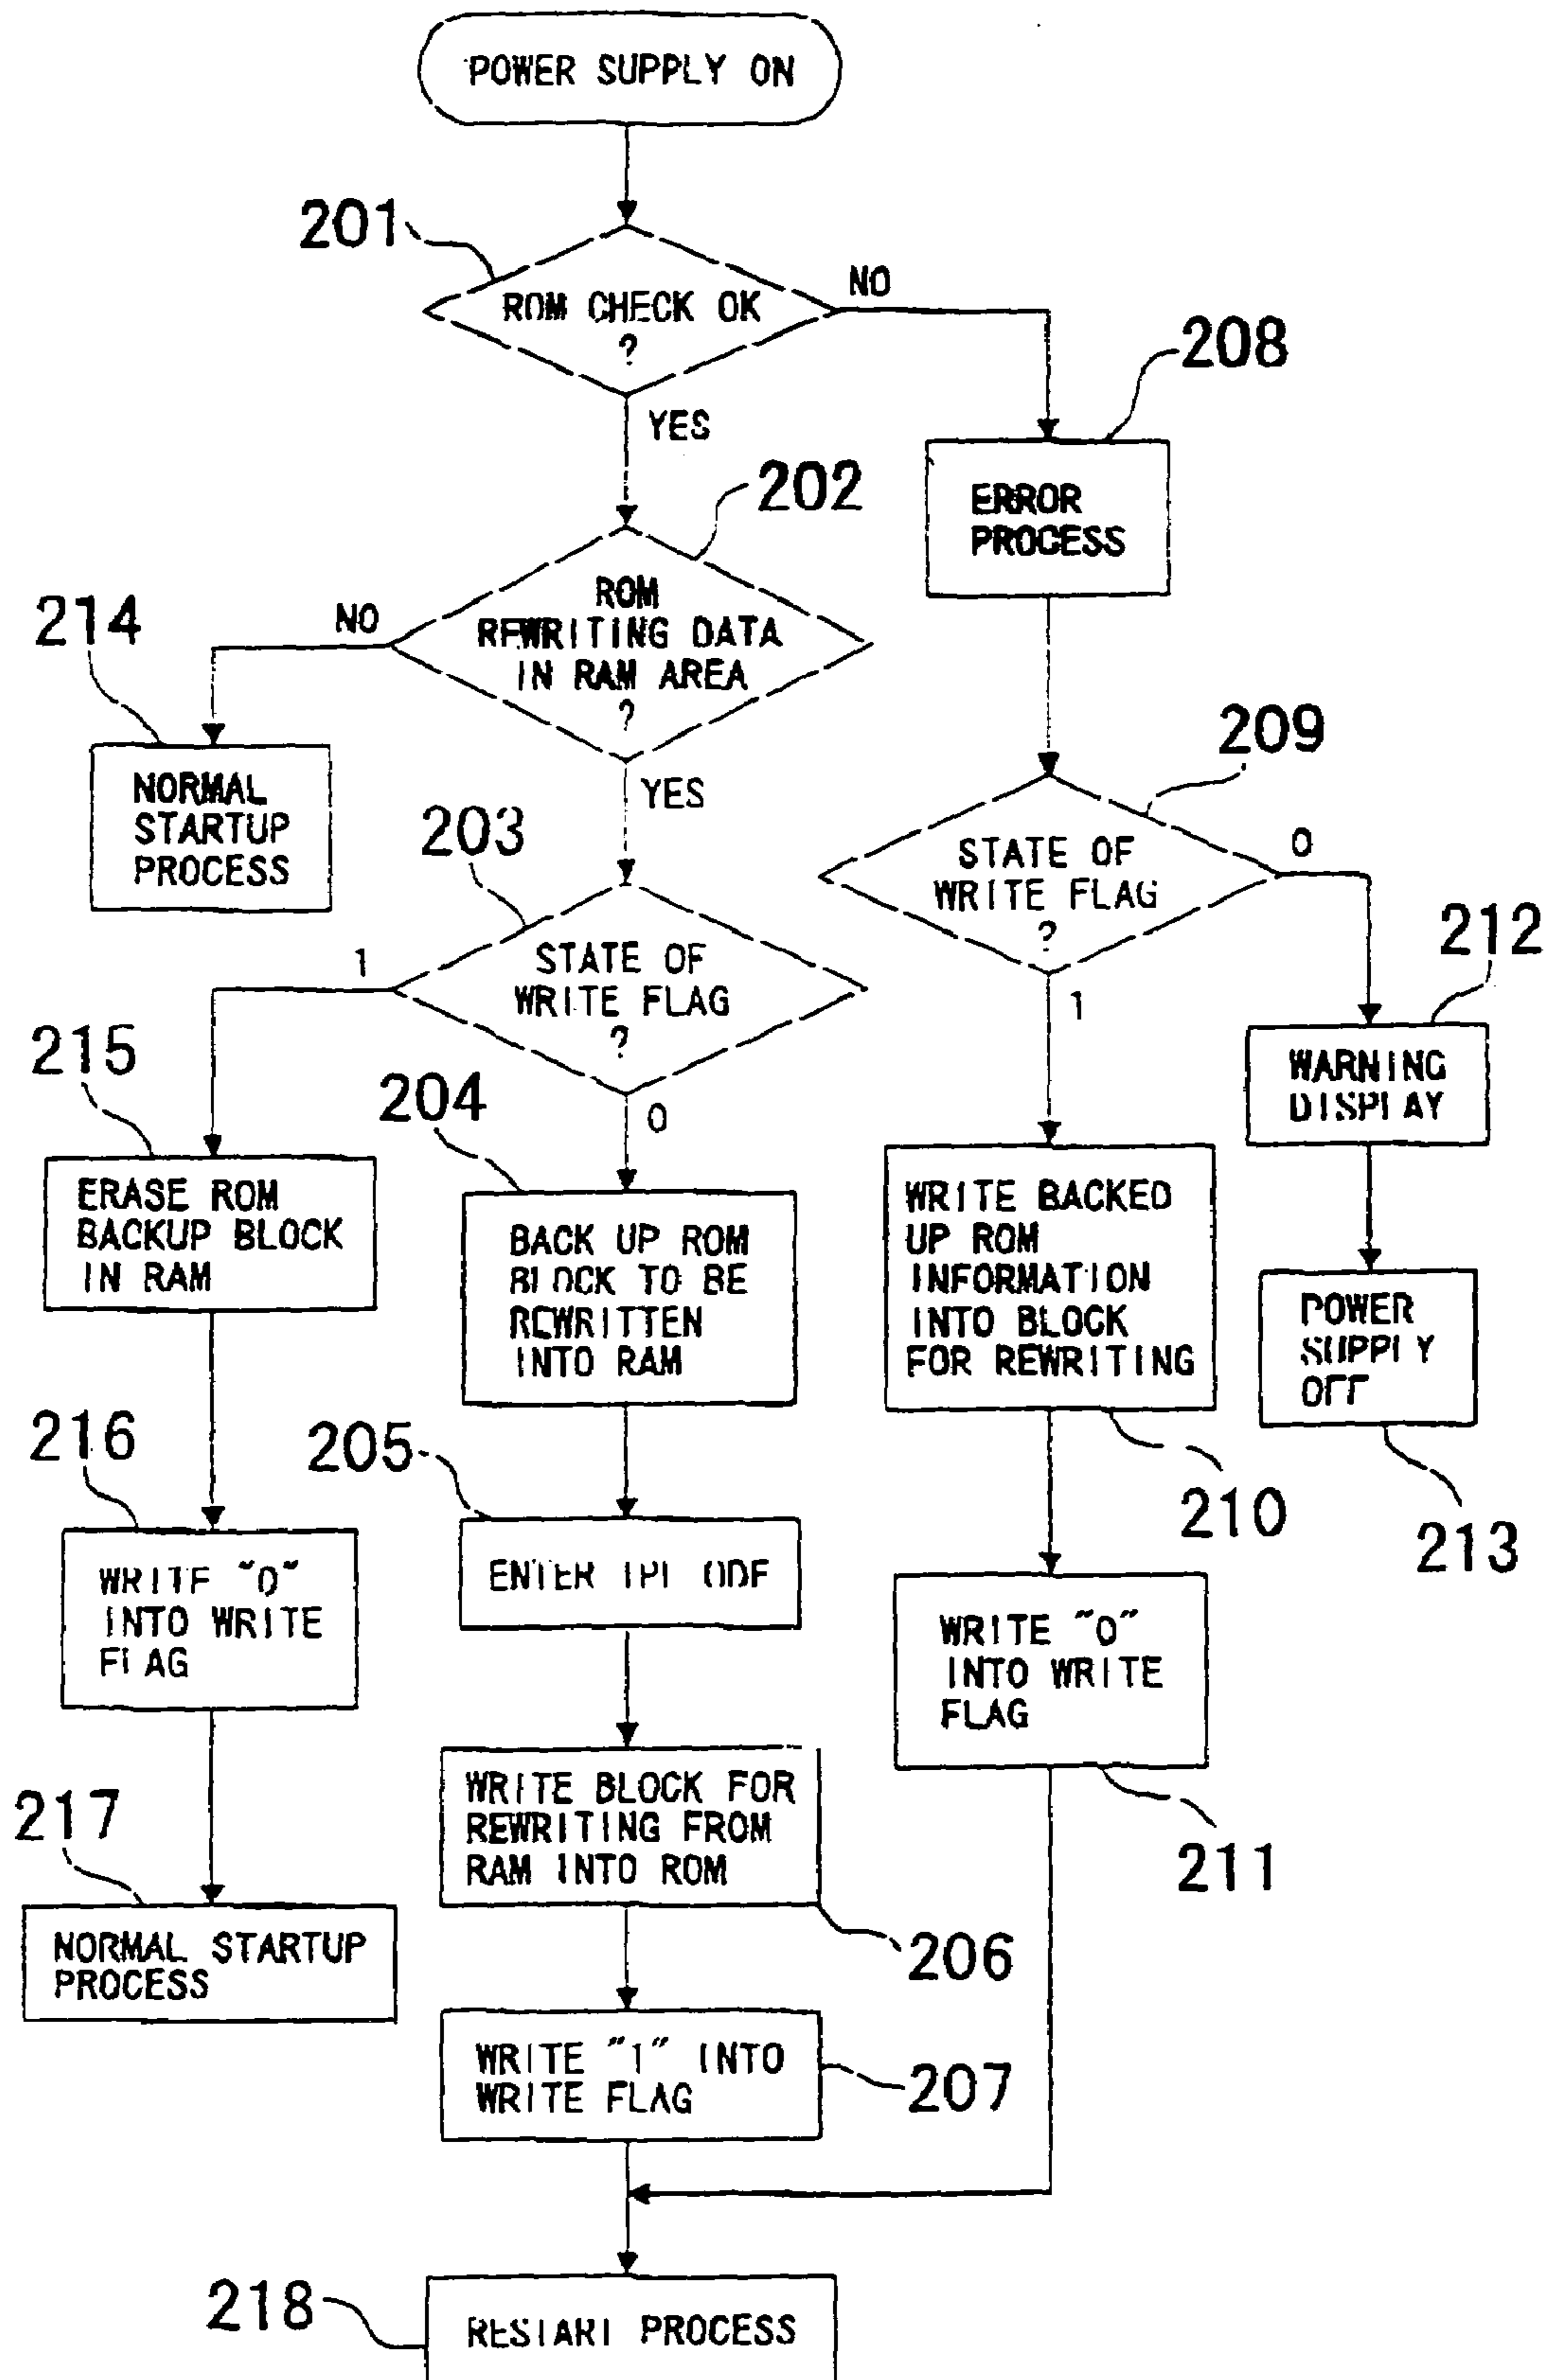 POWER SUPPLY ON
201
ROM CHECK OK
?
NO
YES
208
ERROR
PROCESS
202
ROM
REWRITING DATA
IN RAM AREA
?
NO
YES
214
NORMAL
STARTUP
PROCESS
203
STATE OF
WRITE FLAG
?
1
0
209
STATE OF
WRITE FLAG
?
0
1
212
WARNING
DISPLAY
POWER
SUPPLY
OFF
213
215
ERASE ROM
BACKUP BLOCK
IN RAM
204
BACK UP ROM
BLOCK TO BE
REWRITTEN
INTO RAM
WRITE BACKED
UP ROM
INFORMATION
INTO BLOCK
FOR REWRITING
210
216
WRITE "0"
INTO WRITE
FLAG
205
ENTER
WRITE "0"
INTO WRITE
FLAG
211
217
NORMAL STARTUP
PROCESS
WRITE BLOCK FOR
REWRITING FROM
RAM INTO ROM
206
WRITE "1" INTO
WRITE FLAG
207
218
RESTART PROCESS